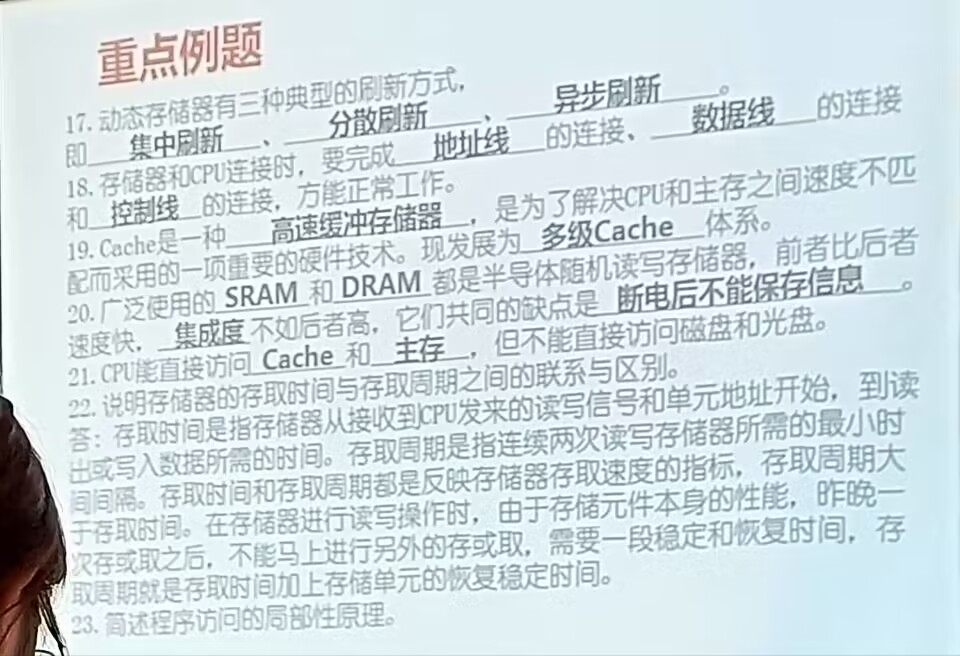 重点例题
17. 动态存储器有三种典型的刷新方式，
即 集中刷新 、 分散刷新 、 异步刷新 。
18. 存储器和CPU连接时，要完成 地址线 的连接、 数据线 的连接
和 控制线 的连接，方能正常工作。
19. Cache是一种 高速缓冲存储器 ，是为了解决CPU和主存之间速度不匹
配而采用的一项重要的硬件技术。现发展为 多级Cache 体系。
20. 广泛使用的 SRAM 和 DRAM 都是半导体随机读写存储器，前者比后者
速度快， 集成度 不如后者高，它们共同的缺点是 断电后不能保存信息 。
21. CPU能直接访问 Cache 和 主存 ，但不能直接访问磁盘和光盘。
22. 说明存储器的存取时间与存取周期之间的联系与区别。
答：存取时间是指存储器从接收到CPU发来的读写信号和单元地址开始，到读
出或写入数据所需的时间。存取周期是指连续两次读写存储器所需的最小时
间间隔。存取时间和存取周期都是反映存储器存取速度的指标，存取周期大
于存取时间。在存储器进行读写操作时，由于存储元件本身的性能，昨晚一
次存或取之后，不能马上进行另外的存或取，需要一段稳定和恢复时间，存
取周期就是存取时间加上存储单元的恢复稳定时间。
23. 简述程序访问的局部性原理。